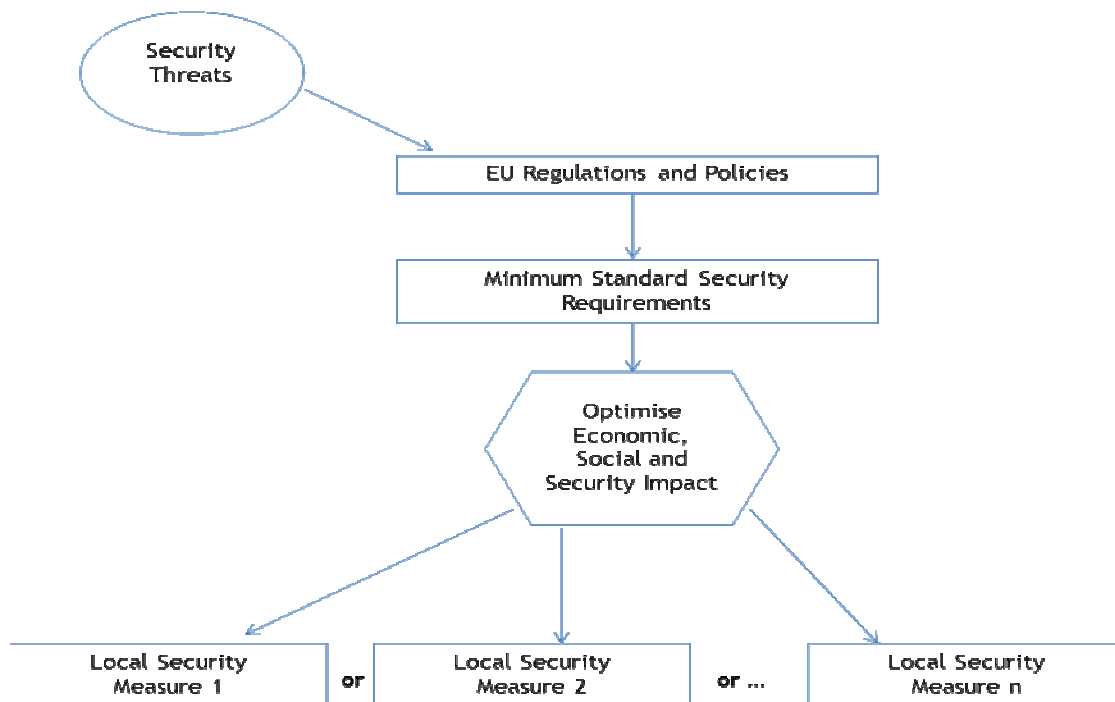 Security
Threats
EU Regulations and Policies
Minimum Standard Security
Requirements
Optimise
Economic,
Social and
Security Impact
Local Security
Measure 1
or
Local Security
Measure 2
or ...
Local Security
Measure n